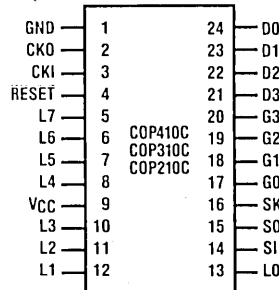 GND 1 24 D0
CKO 2 23 D1
CKI 3 22 D2
RESET 4 21 D3
L7 5 20 G3
L6 6 COP410C 19 G2
COP310C
L5 7 COP210C 18 G1
L4 8 17 G0
VCC 9 16 SK
L3 10 15 SO
L2 11 14 SI
L1 12 13 L0